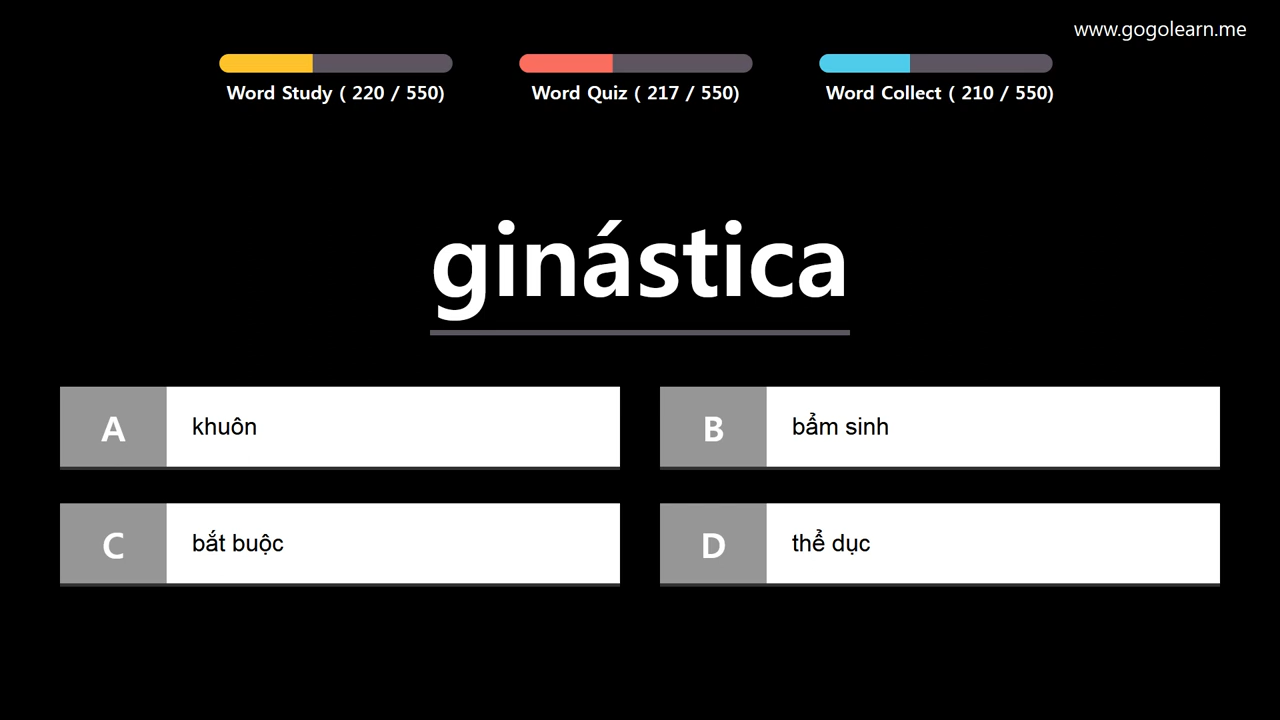 www.gogolearn.me
Word Study ( 220 / 550)
Word Quiz ( 217 / 550)
Word Collect ( 210 / 550)
ginástica
A
khuôn
B
bẩm sinh
C
bắt buộc
D
thể dục